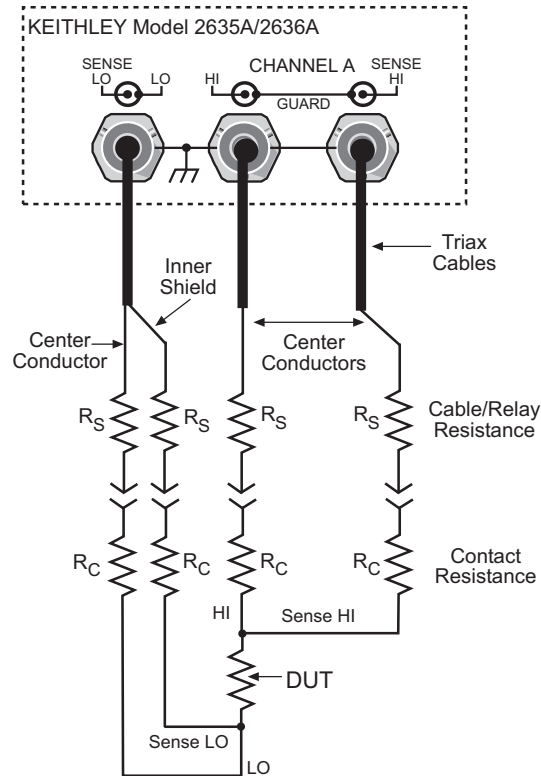 KEITHLEY Model 2635A/2636A
SENSE
LO
LO
HI
CHANNEL A
SENSE
HI
GUARD
Triax
Cables
Inner
Shield
Center
Conductor
Center
Conductors
RS
RS
RS
RS
Cable/Relay
Resistance
RC
RC
RC
RC
Contact
Resistance
HI
Sense HI
DUT
Sense LO
LO